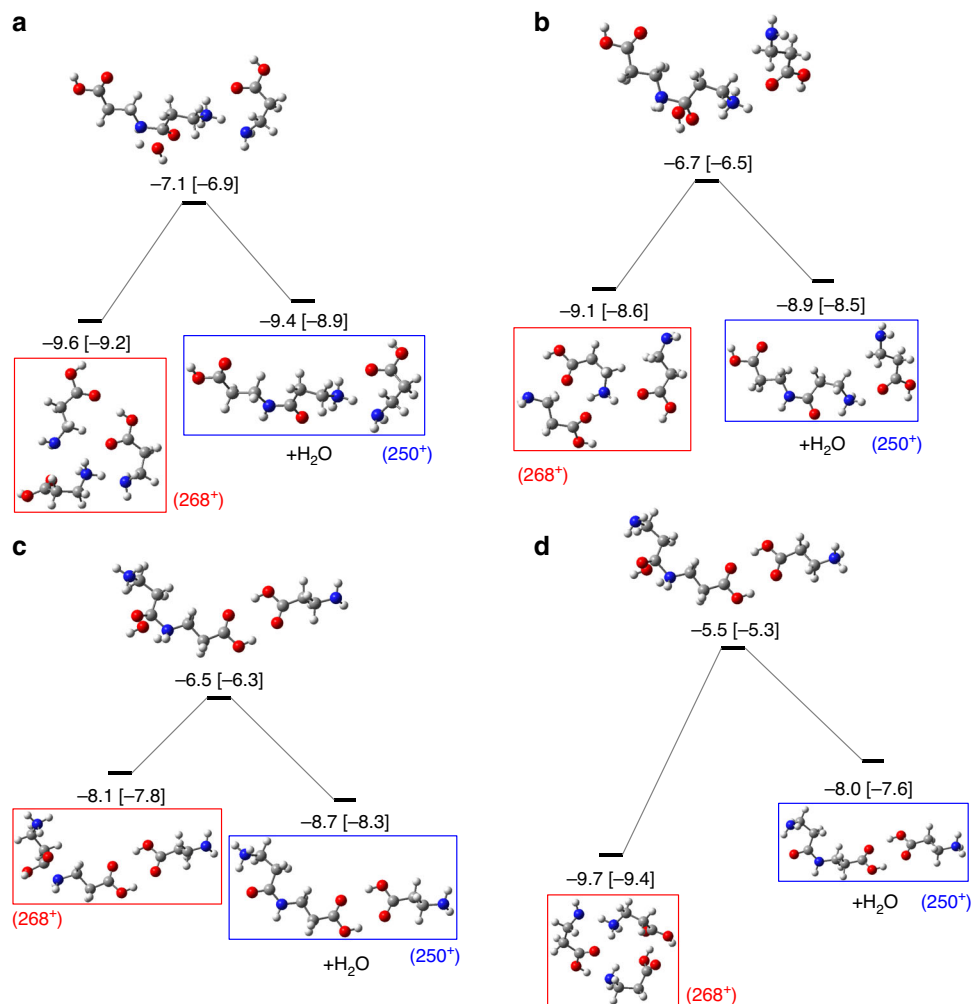 a
–7.1 [–6.9]
–9.6 [–9.2]
–9.4 [–8.9]
+H₂O
(250⁺)
(268⁺)
b
–6.7 [–6.5]
–9.1 [–8.6]
–8.9 [–8.5]
+H₂O
(250⁺)
(268⁺)
c
–6.5 [–6.3]
–8.1 [–7.8]
–8.7 [–8.3]
(268⁺)
+H₂O
(250⁺)
d
–5.5 [–5.3]
–8.0 [–7.6]
–9.7 [–9.4]
+H₂O
(250⁺)
(268⁺)